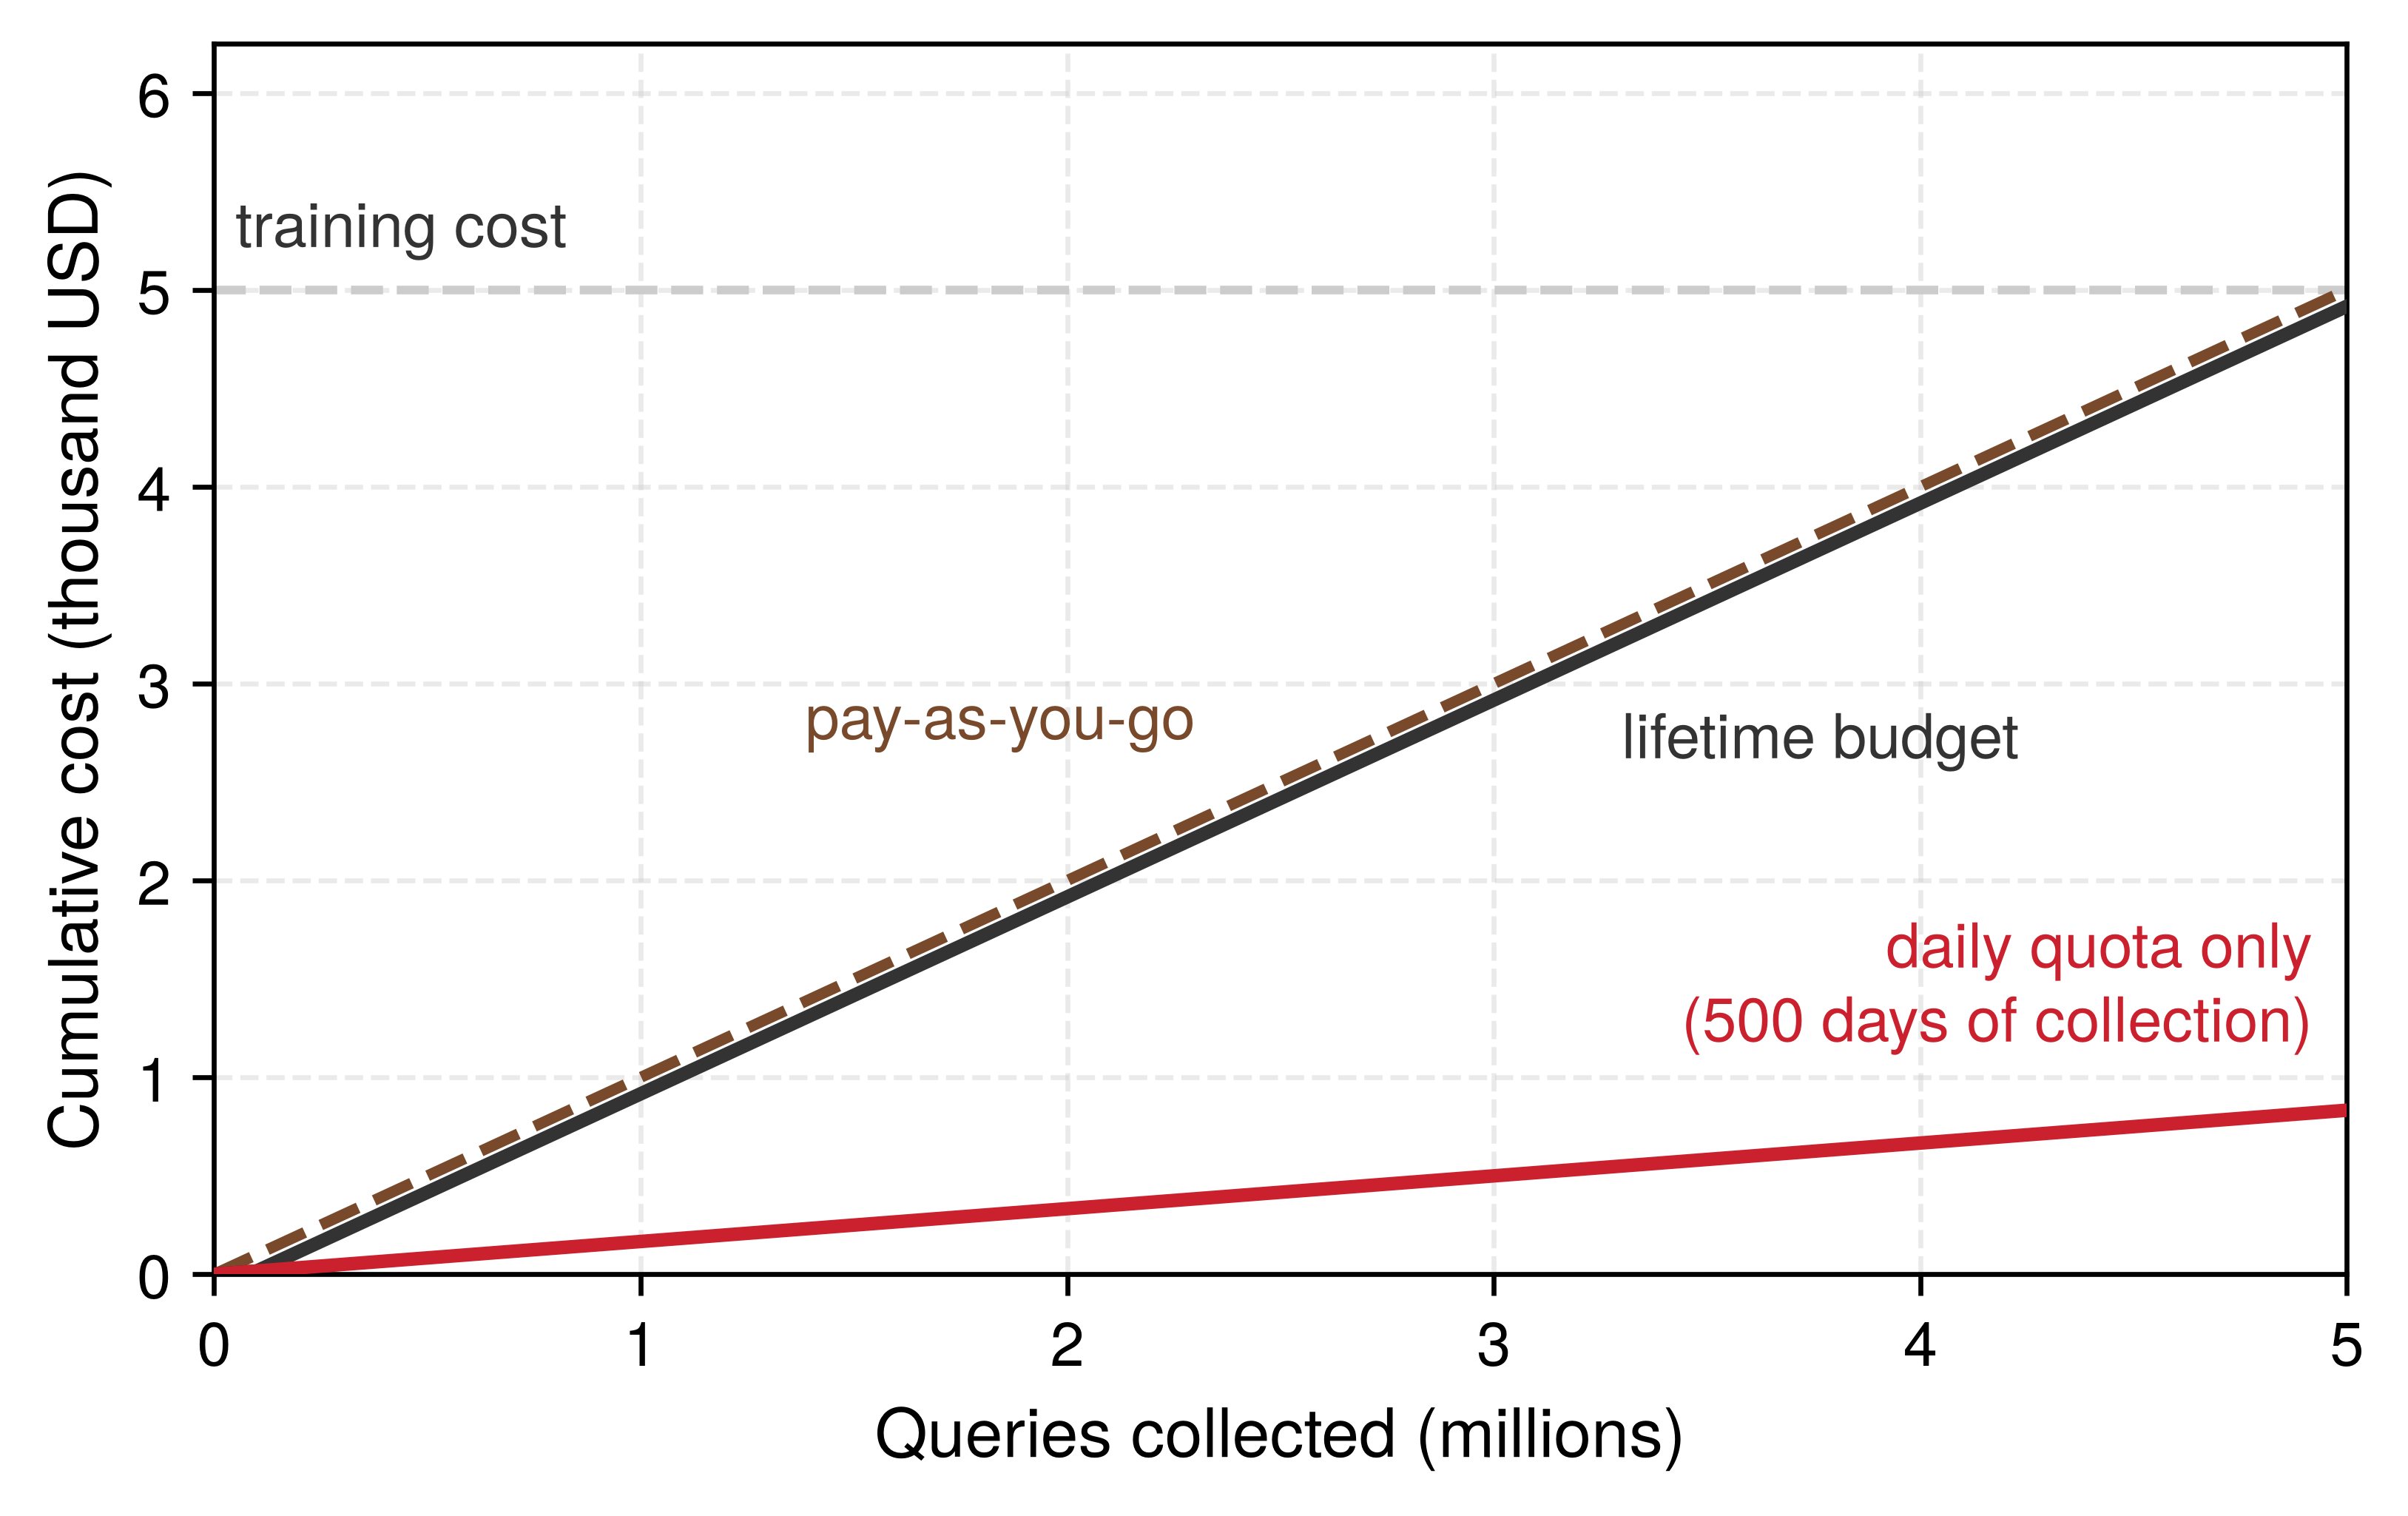 Cumulative cost (thousand USD)
6
5
4
3
2
1
0
training cost
pay-as-you-go
lifetime budget
daily quota only
(500 days of collection)
0
1
2
3
4
5
Queries collected (millions)